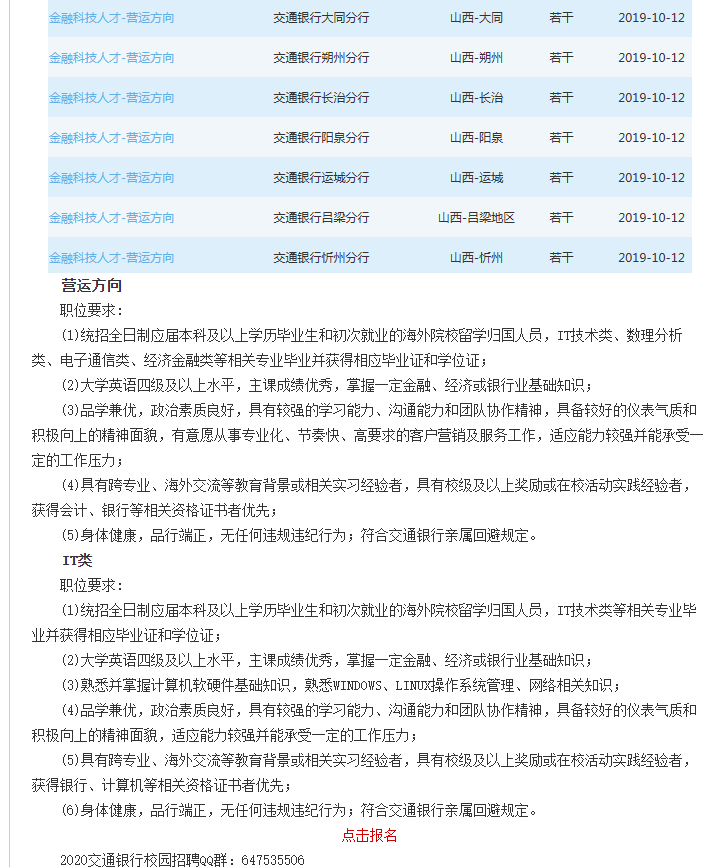 金融科技人才-营运方向 交通银行大同分行 山西-大同 若干 2019-10-12
金融科技人才-营运方向 交通银行朔州分行 山西-朔州 若干 2019-10-12
金融科技人才-营运方向 交通银行长治分行 山西-长治 若干 2019-10-12
金融科技人才-营运方向 交通银行阳泉分行 山西-阳泉 若干 2019-10-12
金融科技人才-营运方向 交通银行运城分行 山西-运城 若干 2019-10-12
金融科技人才-营运方向 交通银行吕梁分行 山西-吕梁地区 若干 2019-10-12
金融科技人才-营运方向 交通银行忻州分行 山西-忻州 若干 2019-10-12
营运方向
职位要求:
(1)统招全日制应届本科及以上学历毕业生和初次就业的海外院校留学归国人员，IT技术类、数理分析
类、电子通信类、经济金融类等相关专业毕业并获得相应毕业证和学位证；
(2)大学英语四级及以上水平，主课成绩优秀，掌握一定金融、经济或银行业基础知识；
(3)品学兼优，政治素质良好，具有较强的学习能力、沟通能力和团队协作精神，具备较好的仪表气质和
积极向上的精神面貌，有意愿从事专业化、节奏快、高要求的客户营销及服务工作，适应能力较强并能承受一
定的工作压力；
(4)具有跨专业、海外交流等教育背景或相关实习经验者，具有校级及以上奖励或在校活动实践经验者，
获得会计、银行等相关资格证书者优先；
(5)身体健康，品行端正，无任何违规违纪行为；符合交通银行亲属回避规定。
IT类
职位要求:
(1)统招全日制应届本科及以上学历毕业生和初次就业的海外院校留学归国人员，IT技术类等相关专业毕
业并获得相应毕业证和学位证；
(2)大学英语四级及以上水平，主课成绩优秀，掌握一定金融、经济或银行业基础知识；
(3)熟悉并掌握计算机软硬件基础知识，熟悉WINDOWS、LINUX操作系统管理、网络相关知识；
(4)品学兼优，政治素质良好，具有较强的学习能力、沟通能力和团队协作精神，具备较好的仪表气质和
积极向上的精神面貌，适应能力较强并能承受一定的工作压力；
(5)具有跨专业、海外交流等教育背景或相关实习经验者，具有校级及以上奖励或在校活动实践经验者，
获得银行、计算机等相关资格证书者优先；
(6)身体健康，品行端正，无任何违规违纪行为；符合交通银行亲属回避规定。
点击报名
2020交通银行校园招聘QQ群: 647535506